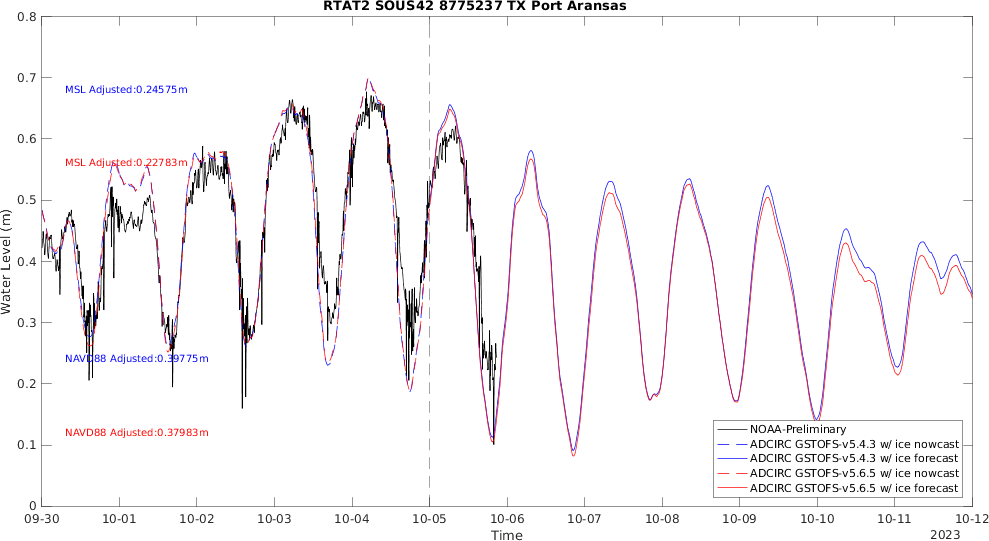 RTAT2 SOUS42 8775237 TX Port Aransas
Water Level (m)
0.8
0.7
0.6
0.5
0.4
0.3
0.2
0.1
0
MSL Adjusted:0.24575m
MSL Adjusted:0.22783m
NAVD88 Adjusted:0.39775m
NAVD88 Adjusted:0.37983m
NOAA-Preliminary
ADCIRC GSTOFS-v5.4.3 w/ ice nowcast
ADCIRC GSTOFS-v5.4.3 w/ ice forecast
ADCIRC GSTOFS-v5.6.5 w/ ice nowcast
ADCIRC GSTOFS-v5.6.5 w/ ice forecast
09-30 10-01 10-02 10-03 10-04 10-05 10-06 10-07 10-08 10-09 10-10 10-11 10-12
Time
2023